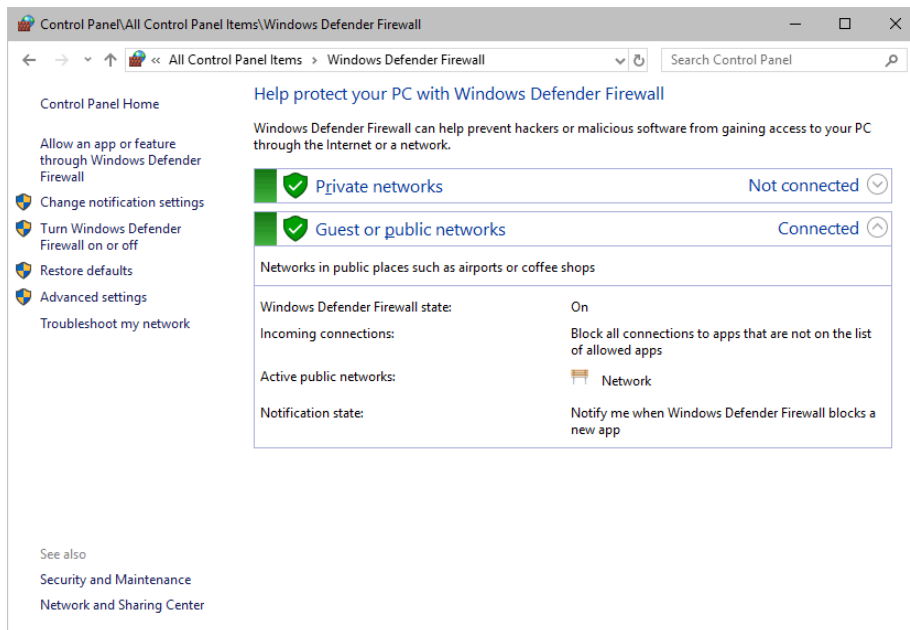 Control Panel\All Control Panel Items\Windows Defender Firewall
« All Control Panel Items › Windows Defender Firewall
Search Control Panel
Control Panel Home
Allow an app or feature
through Windows Defender
Firewall
Change notification settings
Turn Windows Defender
Firewall on or off
Restore defaults
Advanced settings
Troubleshoot my network
See also
Security and Maintenance
Network and Sharing Center
Help protect your PC with Windows Defender Firewall
Windows Defender Firewall can help prevent hackers or malicious software from gaining access to your PC
through the Internet or a network.
Private networks Not connected
Guest or public networks Connected
Networks in public places such as airports or coffee shops
Windows Defender Firewall state: On
Incoming connections: Block all connections to apps that are not on the list
of allowed apps
Active public networks: Network
Notification state: Notify me when Windows Defender Firewall blocks a
new app